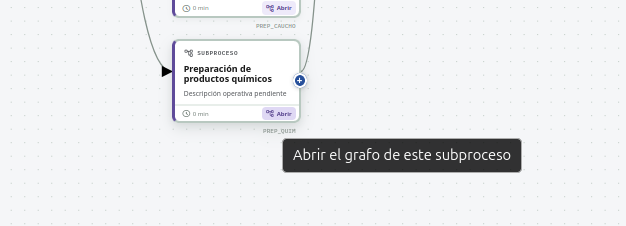 0 min
Abrir
PREP_CAUCHO
SUBPROCESO
Preparación de
productos químicos
Descripción operativa pendiente
0 min
Abrir
PREP_QUIM
Abrir el grafo de este subproceso